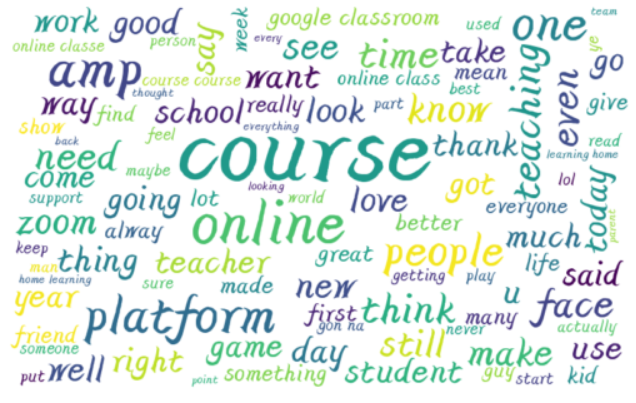 work good person say week google classroom every see used one team
online classe time take ye go
amp course course want online class mean best teaching even
thought
way find school really look part know give
show feel everything
back course thank read
need maybe learning home
come looking lol today
support going lot world love got everyone
zoom alway online better much parent
keep thing teacher great people life said
man home learning sure made getting play
year new first think many u face
platform gon na never actually
friend game day still make use
someone well right something student guy start kid
put point